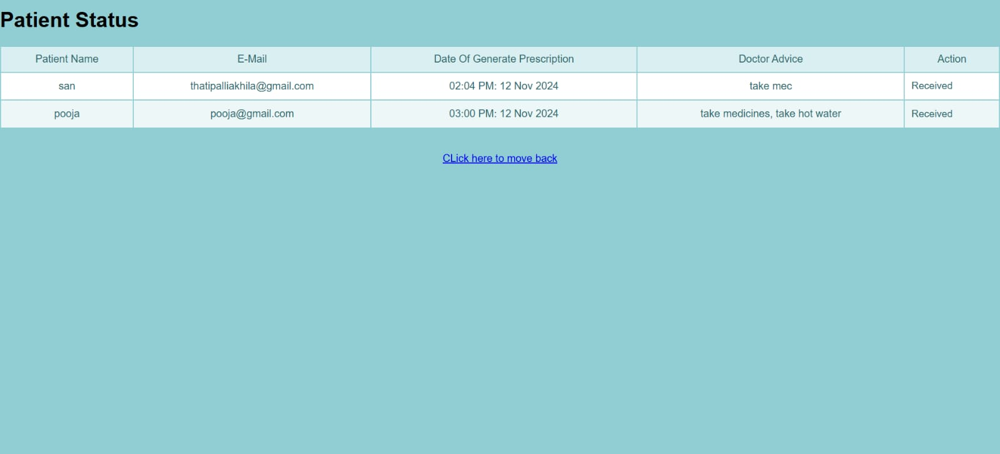 Patient Status
Patient Name E-Mail Date Of Generate Prescription Doctor Advice Action
san thatipalliakhila@gmail.com 02:04 PM: 12 Nov 2024 take mec Received
pooja pooja@gmail.com 03:00 PM: 12 Nov 2024 take medicines, take hot water Received
CLick here to move back